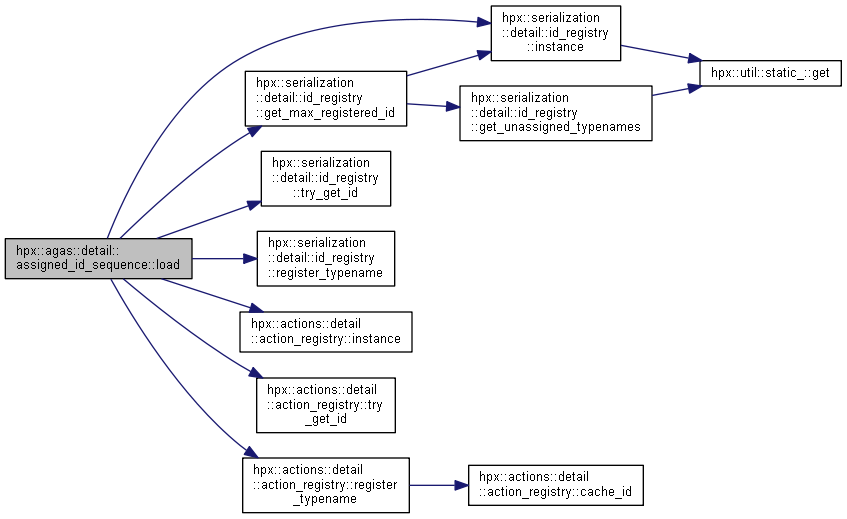 hpx::serialization
::detail::id_registry
::instance
hpx::util::static_::get
hpx::serialization
::detail::id_registry
::get_max_registered_id
hpx::serialization
::detail::id_registry
::get_unassigned_typenames
hpx::serialization
::detail::id_registry
::try_get_id
hpx::agas::detail::
assigned_id_sequence::load
hpx::serialization
::detail::id_registry
::register_typename
hpx::actions::detail
::action_registry::instance
hpx::actions::detail
::action_registry::try
_get_id
hpx::actions::detail
::action_registry::register
_typename
hpx::actions::detail
::action_registry::cache_id